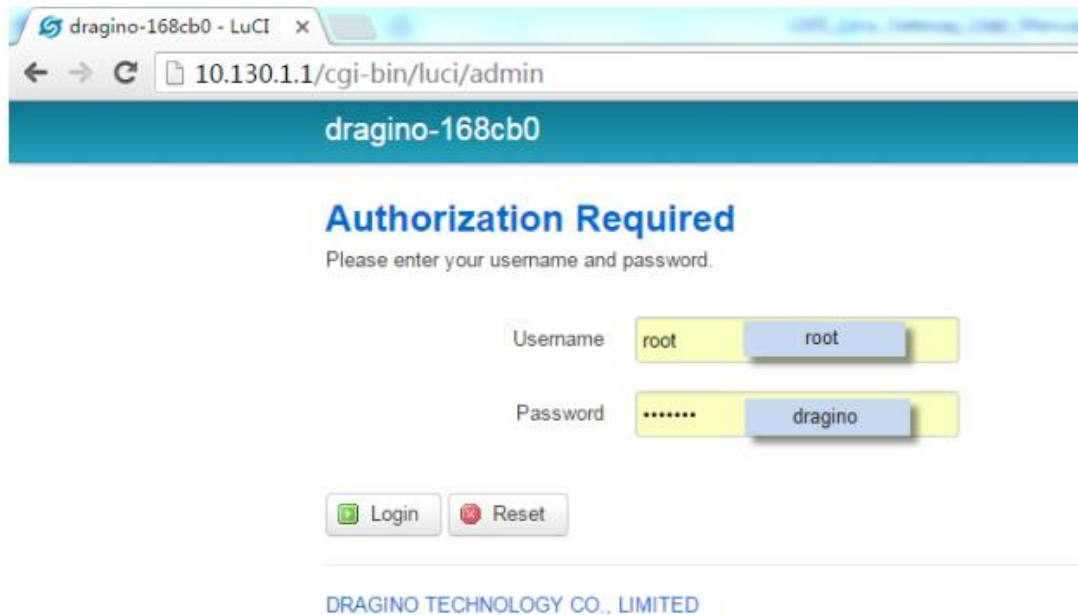 dragino-168cb0 - LuCI
10.130.1.1/cgi-bin/luci/admin
dragino-168cb0
Authorization Required
Please enter your username and password.
Username root root
Password ••••••• dragino
Login Reset
DRAGINO TECHNOLOGY CO., LIMITED